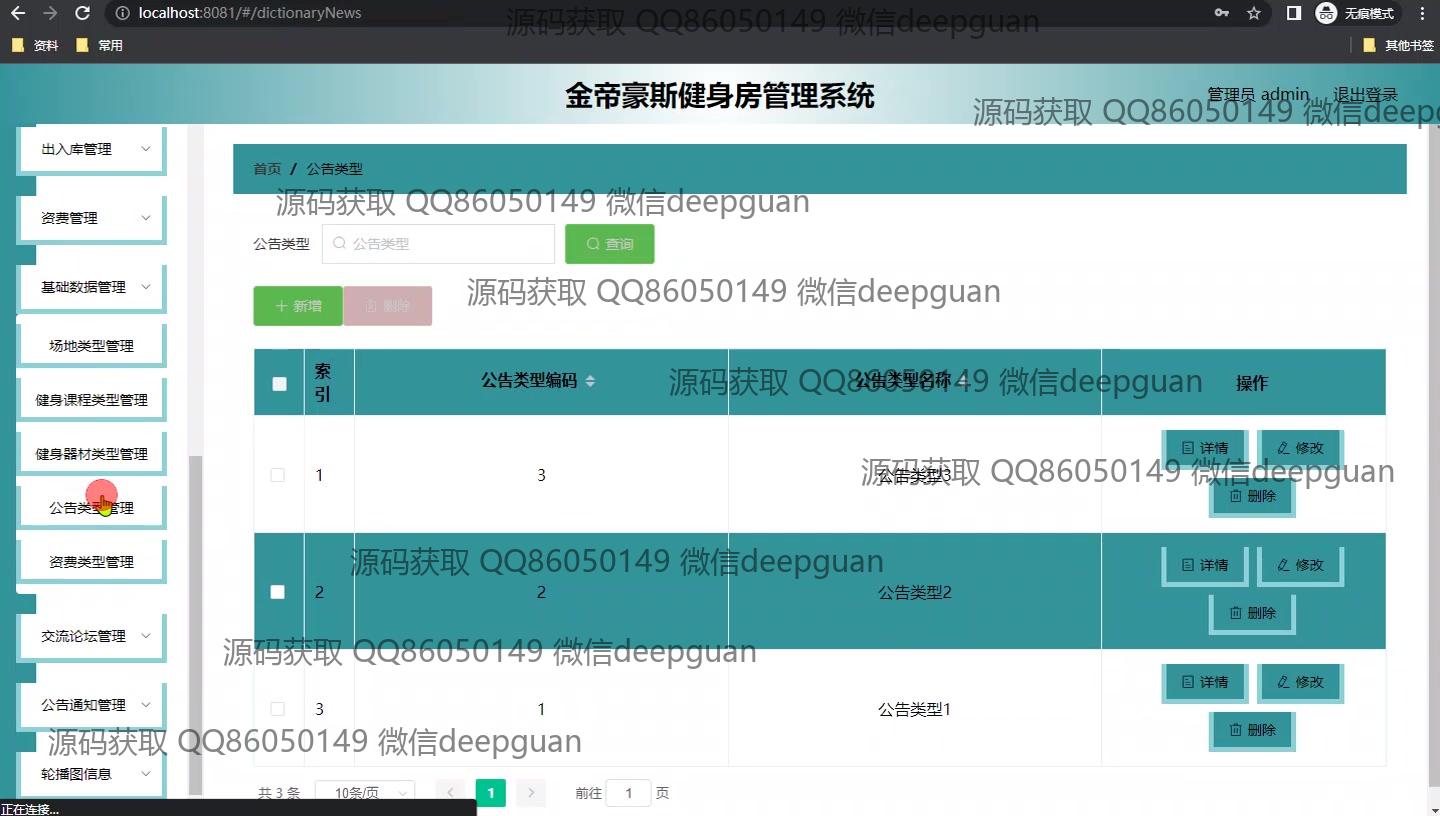 localhost:8081/#/dictionaryNews
无痕模式
资料
常用
其他书签
源码获取 QQ86050149 微信deepguan
金帝豪斯健身房管理系统
管理员 admin
退出登录
源码获取 QQ86050149 微信deepg
出入库管理
资费管理
基础数据管理
场地类型管理
健身课程类型管理
健身器材类型管理
公告类型管理
资费类型管理
交流论坛管理
公告通知管理
轮播图信息
首页 / 公告类型
源码获取 QQ86050149 微信deepguan
公告类型
公告类型
查询
新增
删除
源码获取 QQ86050149 微信deepguan
索引 公告类型编码 公告类型名称 操作
源码获取 QQ86050149 微信deepguan
1 3 公告类型3 详情 修改
删除
源码获取 QQ86050149 微信deepguan
2 2 公告类型2 详情 修改
删除
源码获取 QQ86050149 微信deepguan
源码获取 QQ86050149 微信deepguan
3 1 公告类型1 详情 修改
删除
源码获取 QQ86050149 微信deepguan
共 3 条 10条/页 1 前往 1 页
正在连接...